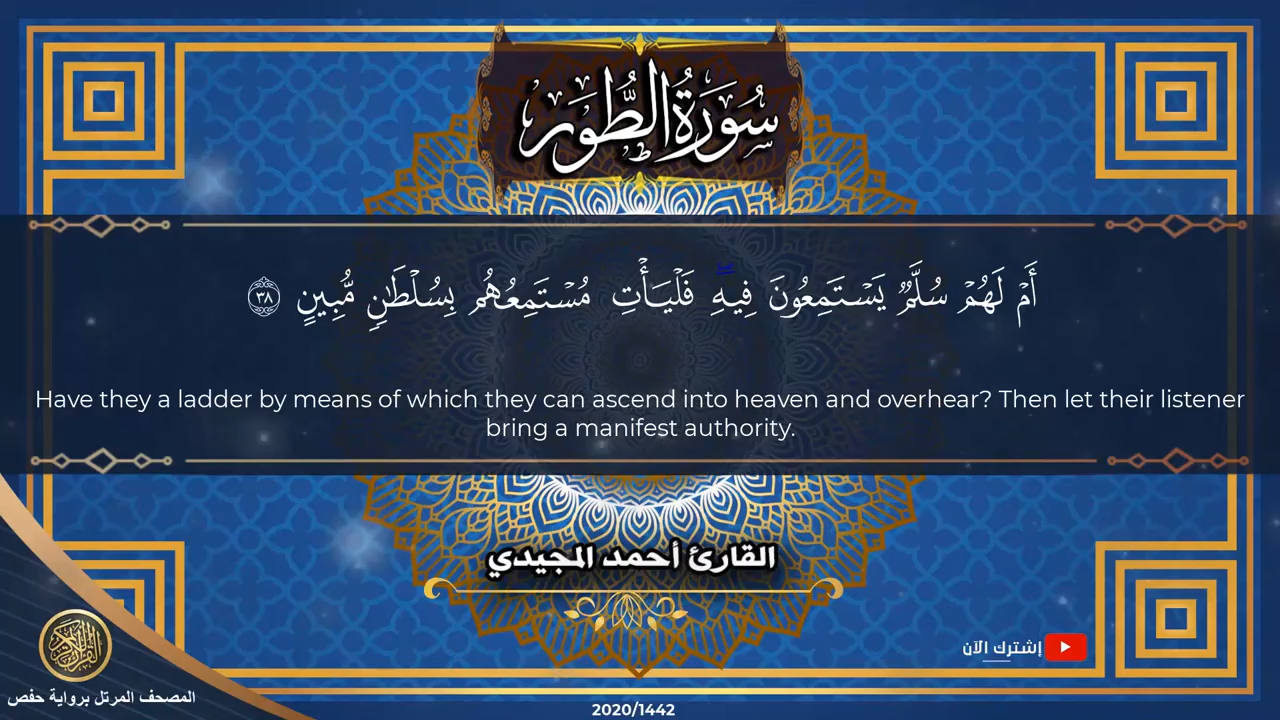 سُورَةُ الطُّورِ
أَمْ لَهُمْ سُلَّمٌ يَسْتَمِعُونَ فِيهِ ۖ فَلْيَأْتِ مُسْتَمِعُهُم بِسُلْطَٰنٍ مُّبِينٍ ٣٨
Have they a ladder by means of which they can ascend into heaven and overhear? Then let their listener
bring a manifest authority.
القارئ أحمد المجيدي
إشترك الآن
المصحف المرتل برواية حفص
2020/1442